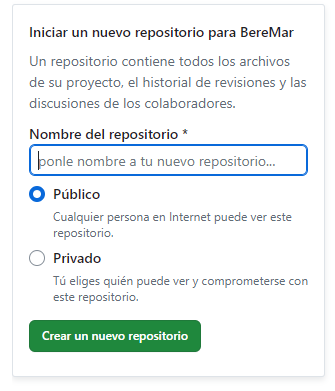 Iniciar un nuevo repositorio para BereMar
Un repositorio contiene todos los archivos
de su proyecto, el historial de revisiones y las
discusiones de los colaboradores.
Nombre del repositorio *
ponle nombre a tu nuevo repositorio...
Público
Cualquier persona en Internet puede ver este
repositorio.
Privado
Tú eliges quién puede ver y comprometerse con
este repositorio.
Crear un nuevo repositorio